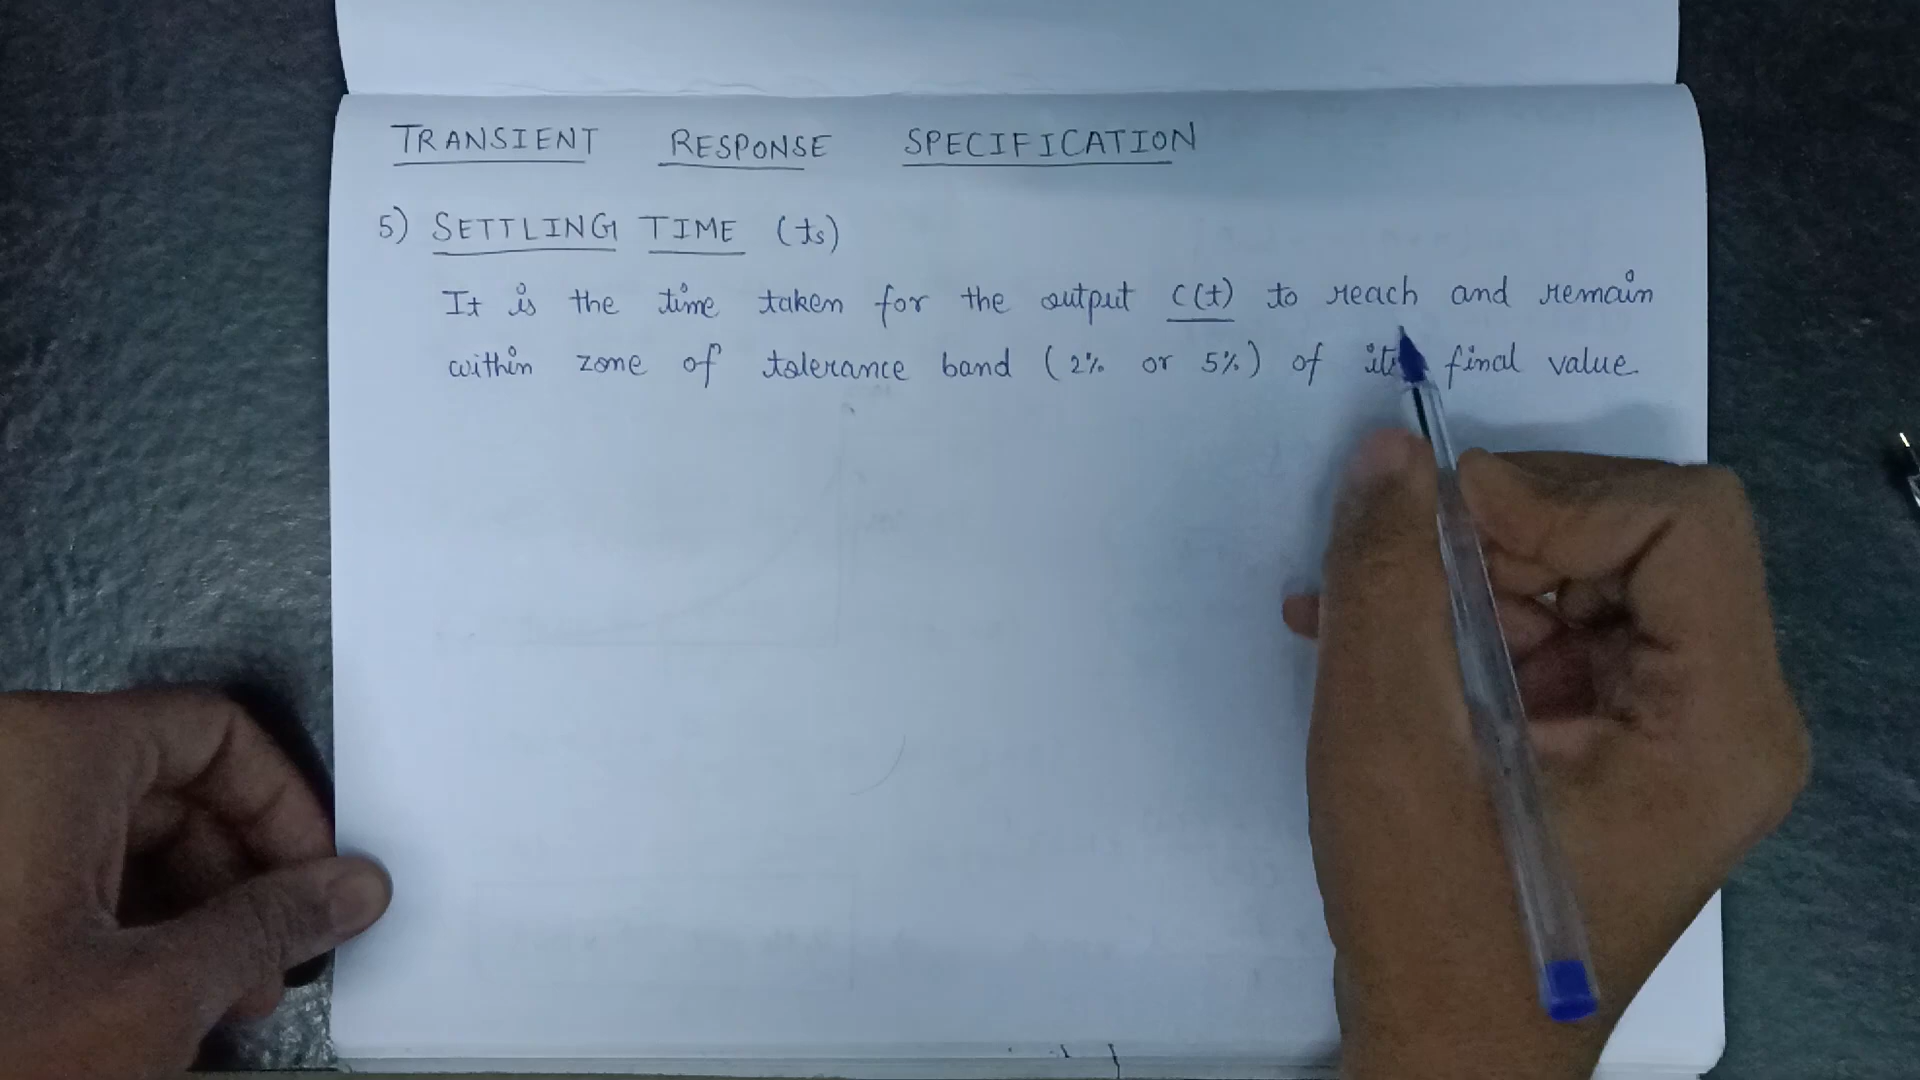 TRANSIENT RESPONSE SPECIFICATION
5) SETTLING TIME (ts)
It is the time taken for the output c(t) to reach and remain
within zone of tolerance band (2% or 5%) of its final value.